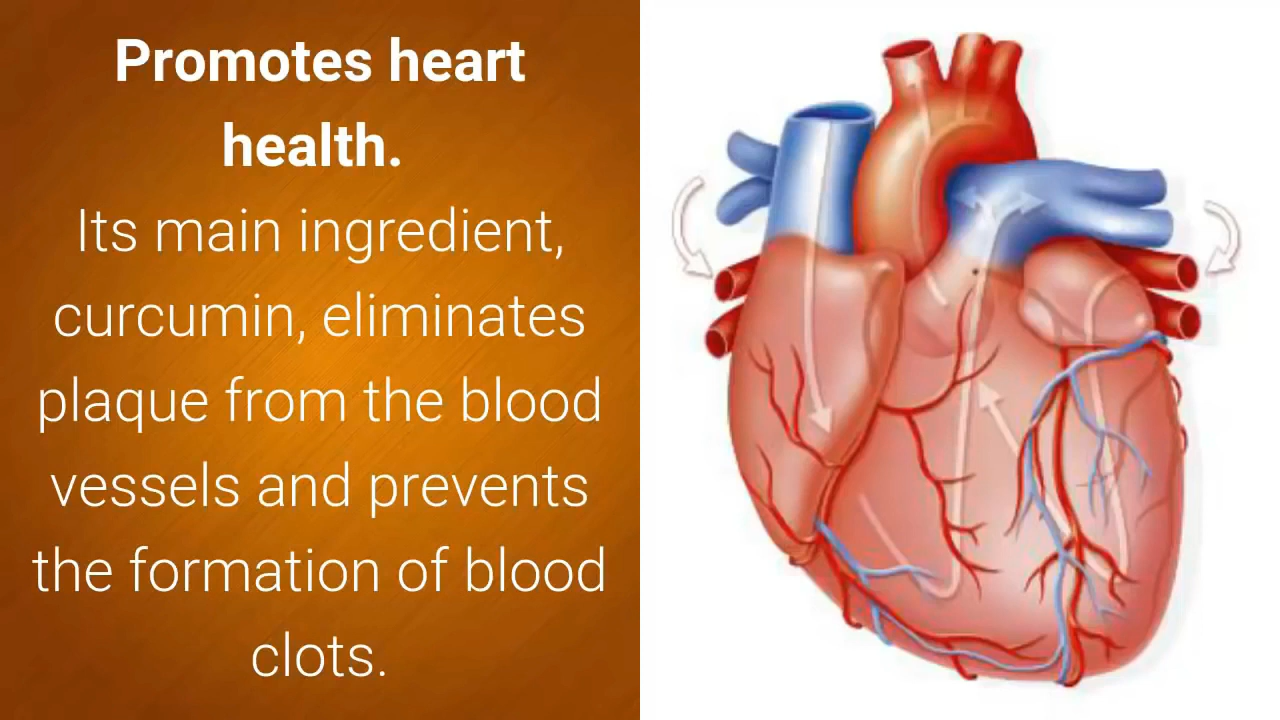 Promotes heart
health.
Its main ingredient,
curcumin, eliminates
plaque from the blood
vessels and prevents
the formation of blood
clots.